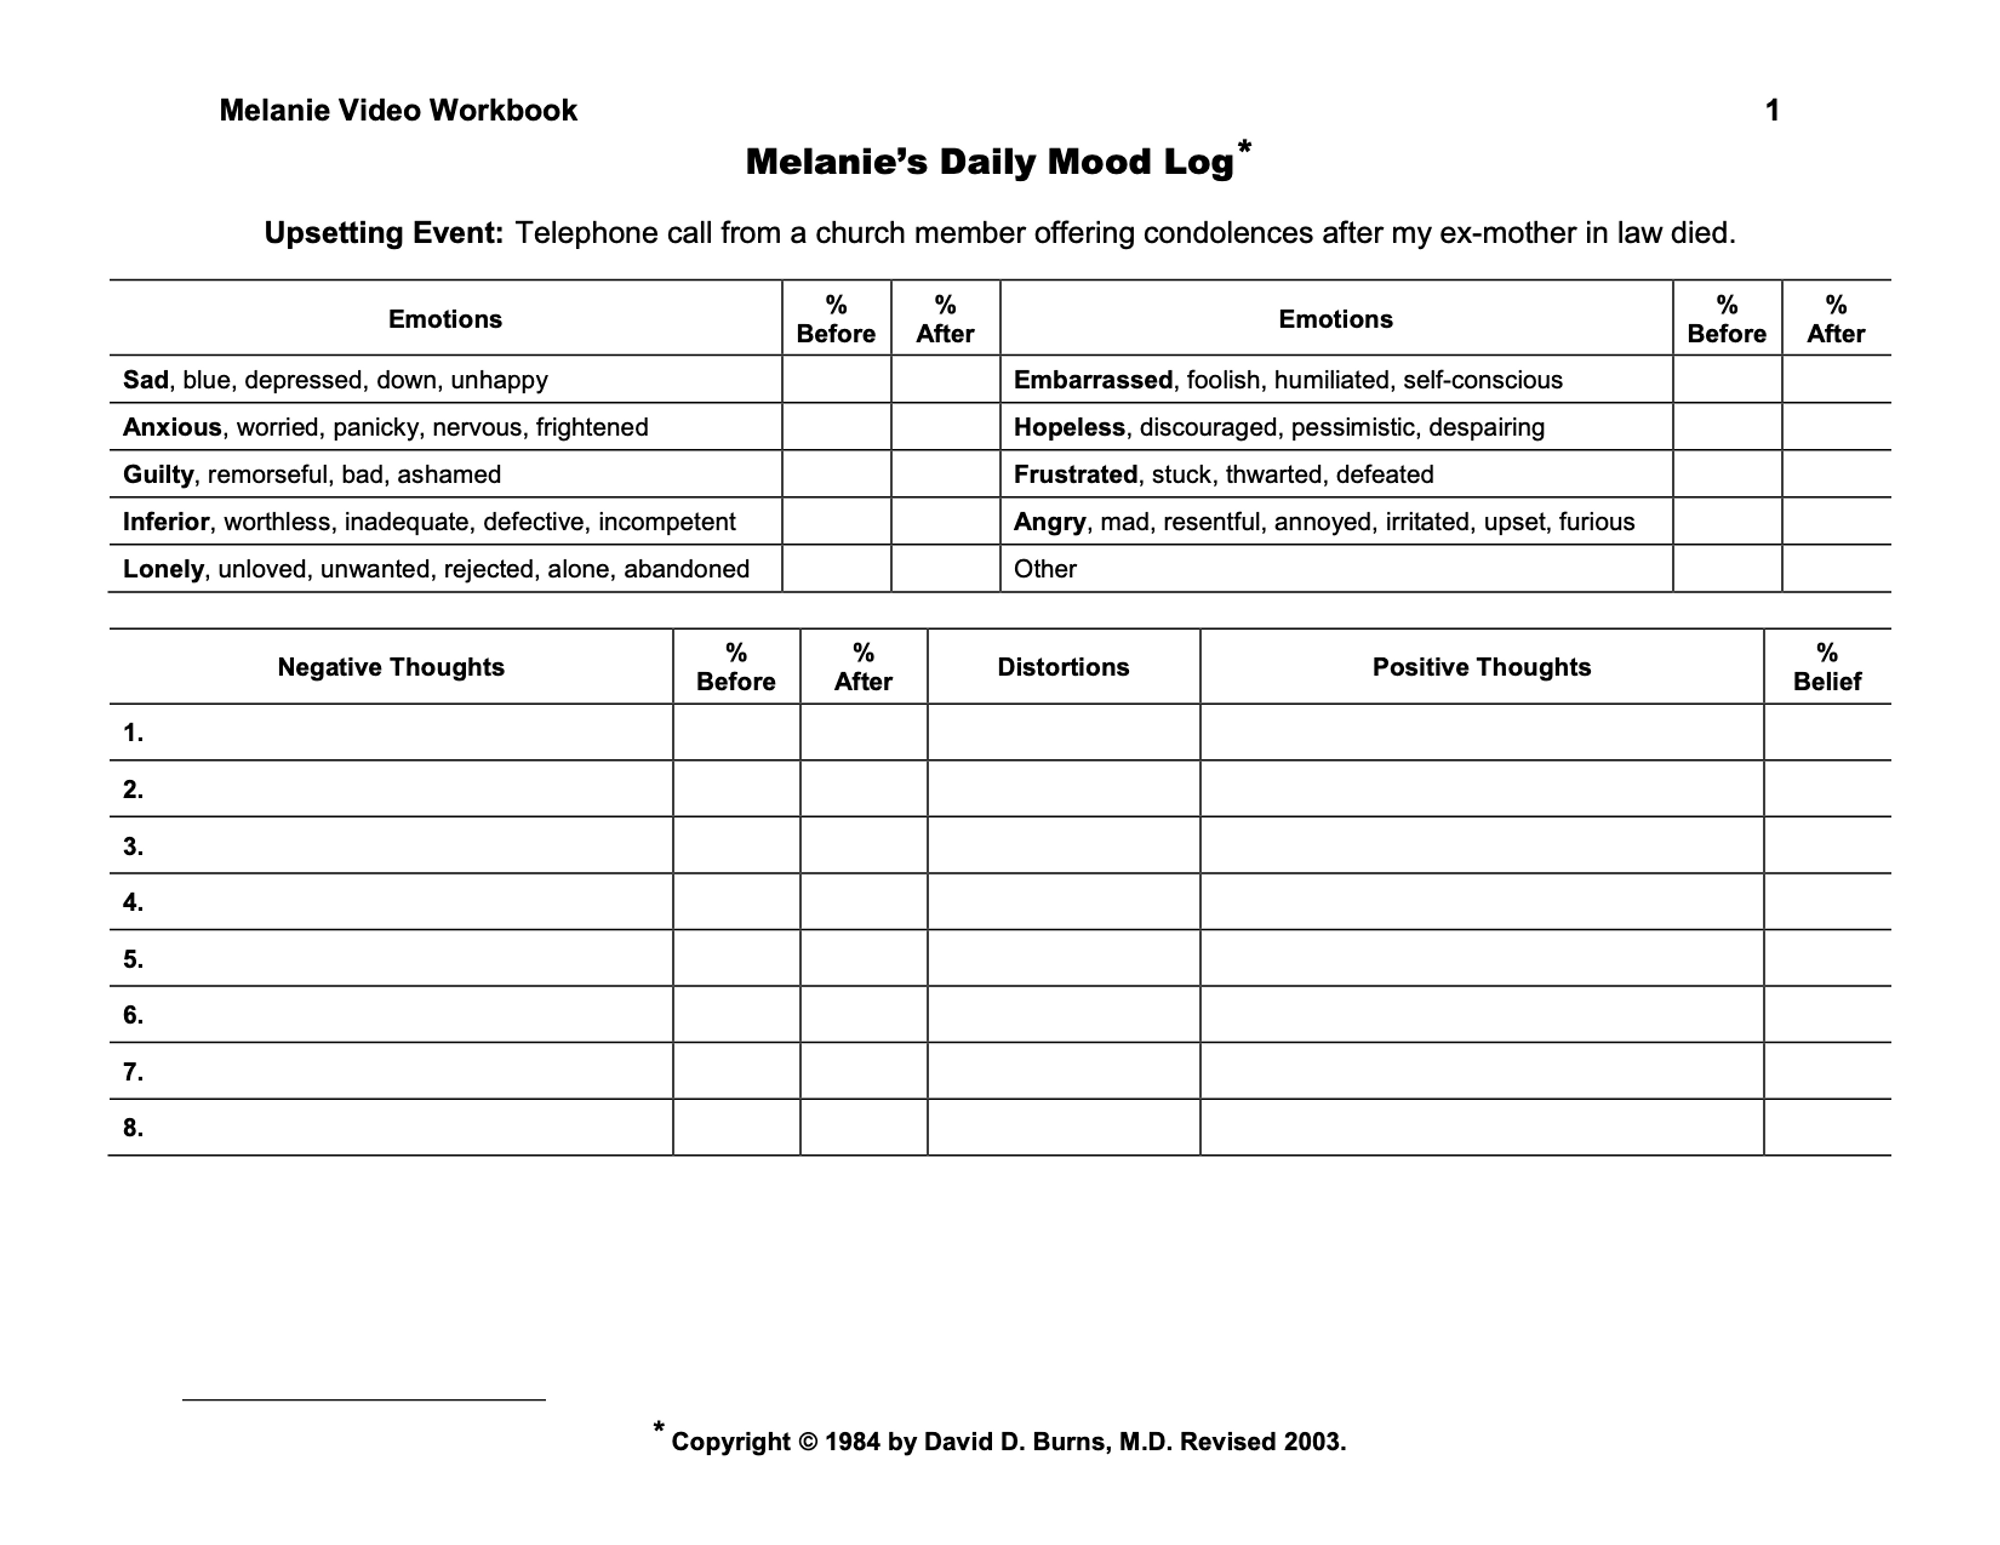 Melanie Video Workbook 1
Melanie’s Daily Mood Log*
Upsetting Event: Telephone call from a church member offering condolences after my ex-mother in law died.
Emotions % Before % After Emotions % Before % After
Sad, blue, depressed, down, unhappy Embarrassed, foolish, humiliated, self-conscious
Anxious, worried, panicky, nervous, frightened Hopeless, discouraged, pessimistic, despairing
Guilty, remorseful, bad, ashamed Frustrated, stuck, thwarted, defeated
Inferior, worthless, inadequate, defective, incompetent Angry, mad, resentful, annoyed, irritated, upset, furious
Lonely, unloved, unwanted, rejected, alone, abandoned Other
Negative Thoughts % Before % After Distortions Positive Thoughts % Belief
1.
2.
3.
4.
5.
6.
7.
8.
* Copyright © 1984 by David D. Burns, M.D. Revised 2003.